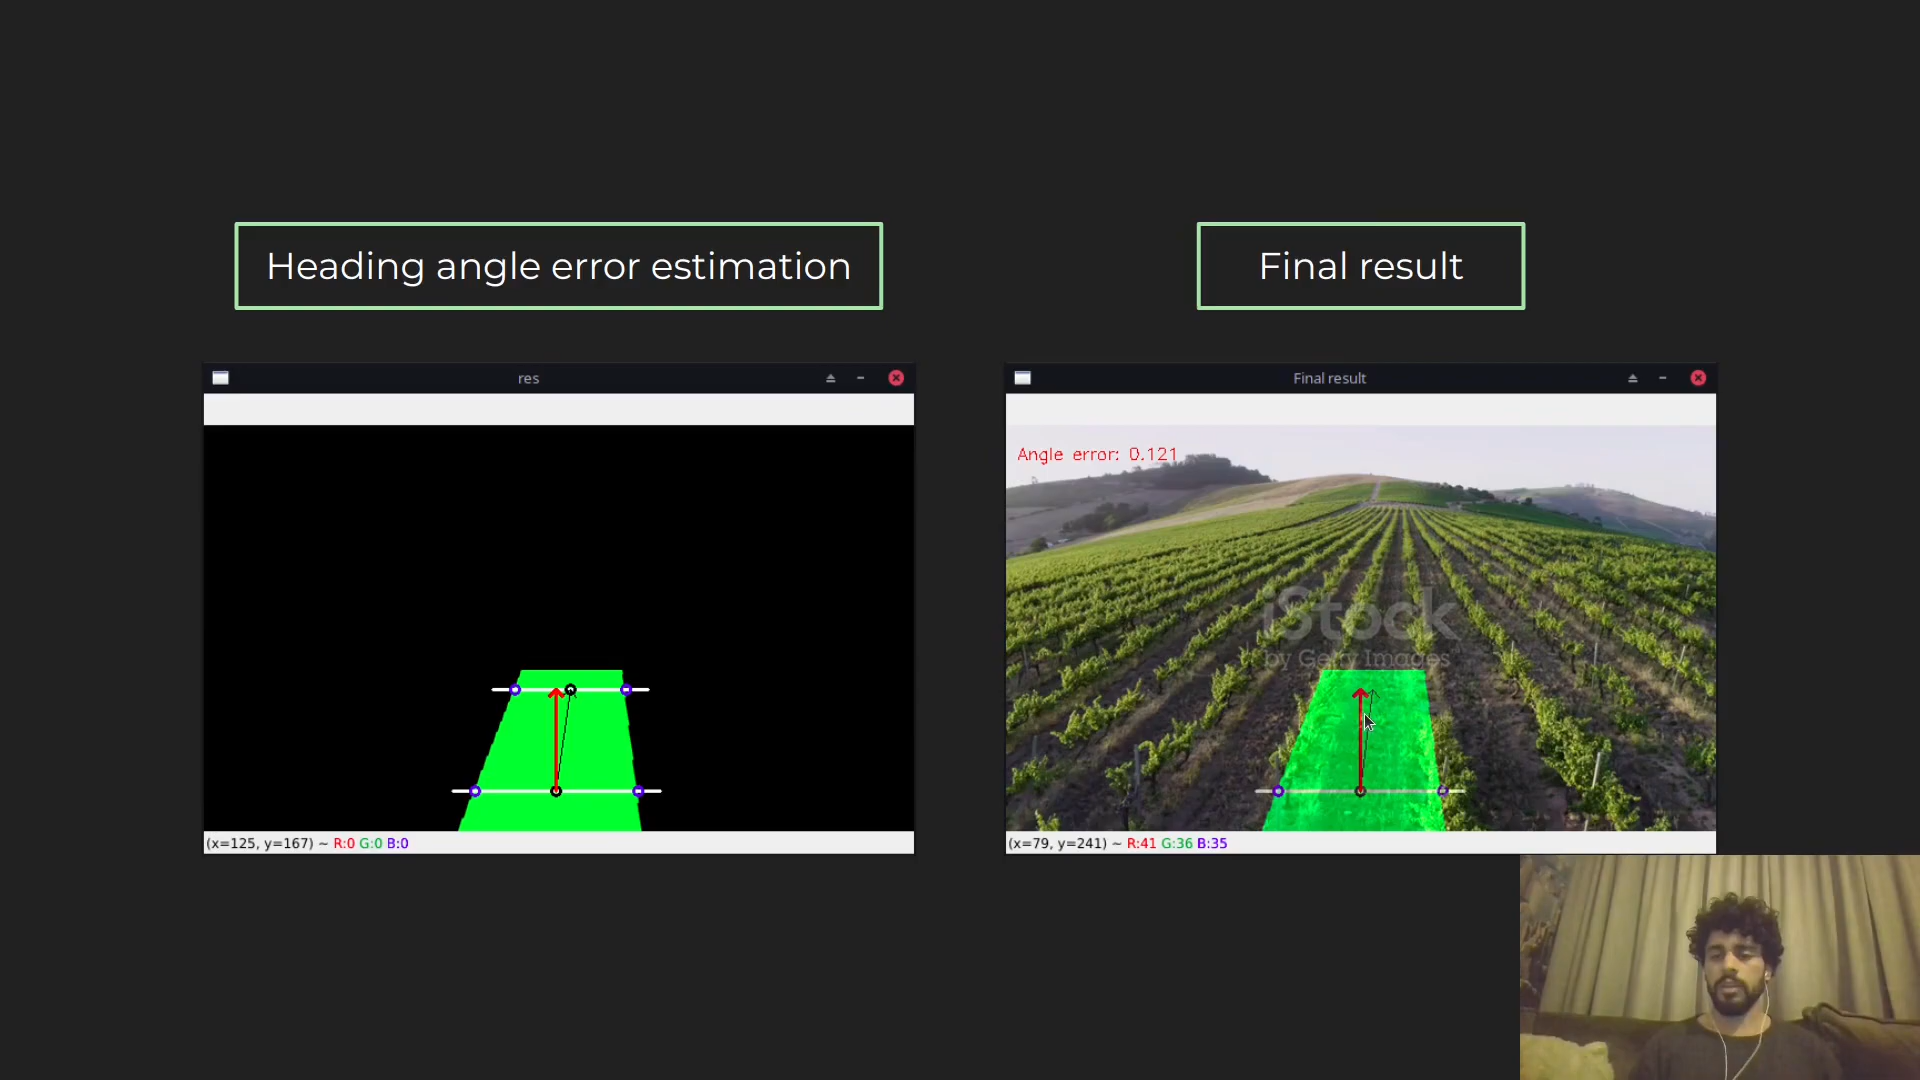 Heading angle error estimation
Final result
res
Final result
Angle error: 0.121
iStock
by Getty Images
(x=125, y=167) ~ R:0 G:0 B:0
(x=79, y=241) ~ R:41 G:36 B:35